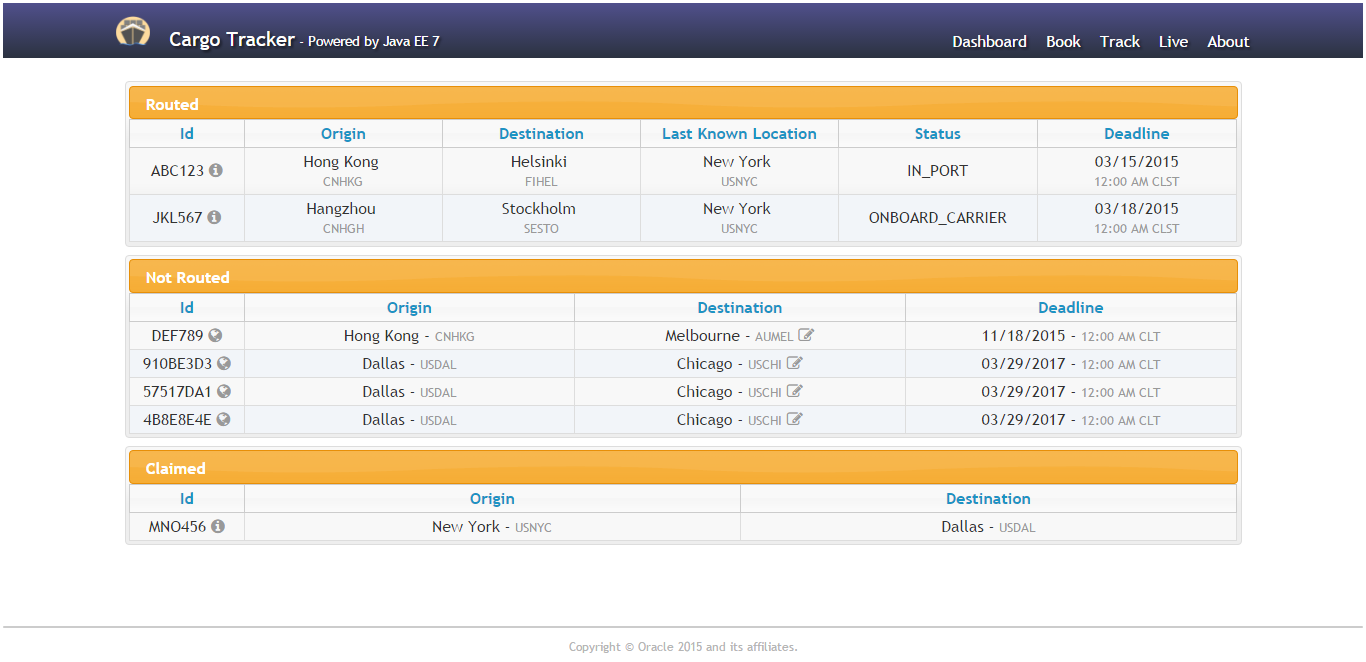 Cargo Tracker - Powered by Java EE 7
Dashboard Book Track Live About
Routed
Id Origin Destination Last Known Location Status Deadline
ABC123 Hong Kong CNHKG Helsinki FIHEL New York USNYC IN_PORT 03/15/2015 12:00 AM CLST
JKL567 Hangzhou CNHGH Stockholm SESTO New York USNYC ONBOARD_CARRIER 03/18/2015 12:00 AM CLST
Not Routed
Id Origin Destination Deadline
DEF789 Hong Kong - CNHKG Melbourne - AUMEL 11/18/2015 - 12:00 AM CLT
910BE3D3 Dallas - USDAL Chicago - USCHI 03/29/2017 - 12:00 AM CLT
57517DA1 Dallas - USDAL Chicago - USCHI 03/29/2017 - 12:00 AM CLT
4B8E8E4E Dallas - USDAL Chicago - USCHI 03/29/2017 - 12:00 AM CLT
Claimed
Id Origin Destination
MNO456 New York - USNYC Dallas - USDAL
Copyright © Oracle 2015 and its affiliates.